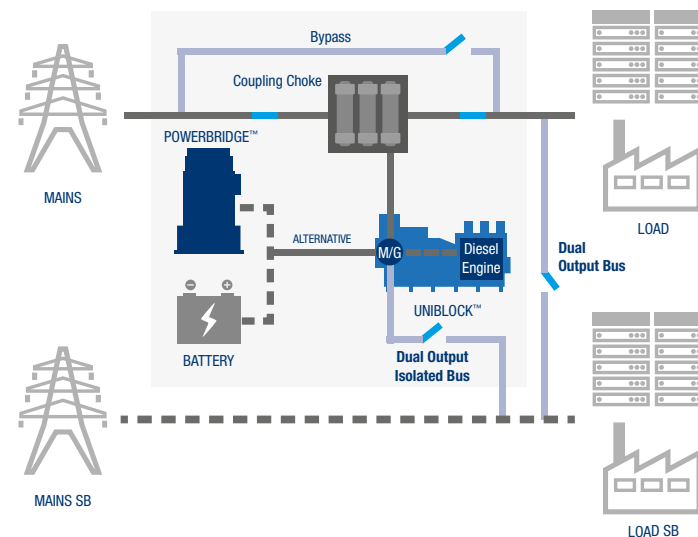 Bypass
Coupling Choke
POWERBRIDGE™
MAINS
LOAD
ALTERNATIVE
M/G
Diesel
Engine
Dual
Output Bus
UNIBLOCK™
BATTERY
Dual Output
Isolated Bus
MAINS SB
LOAD SB